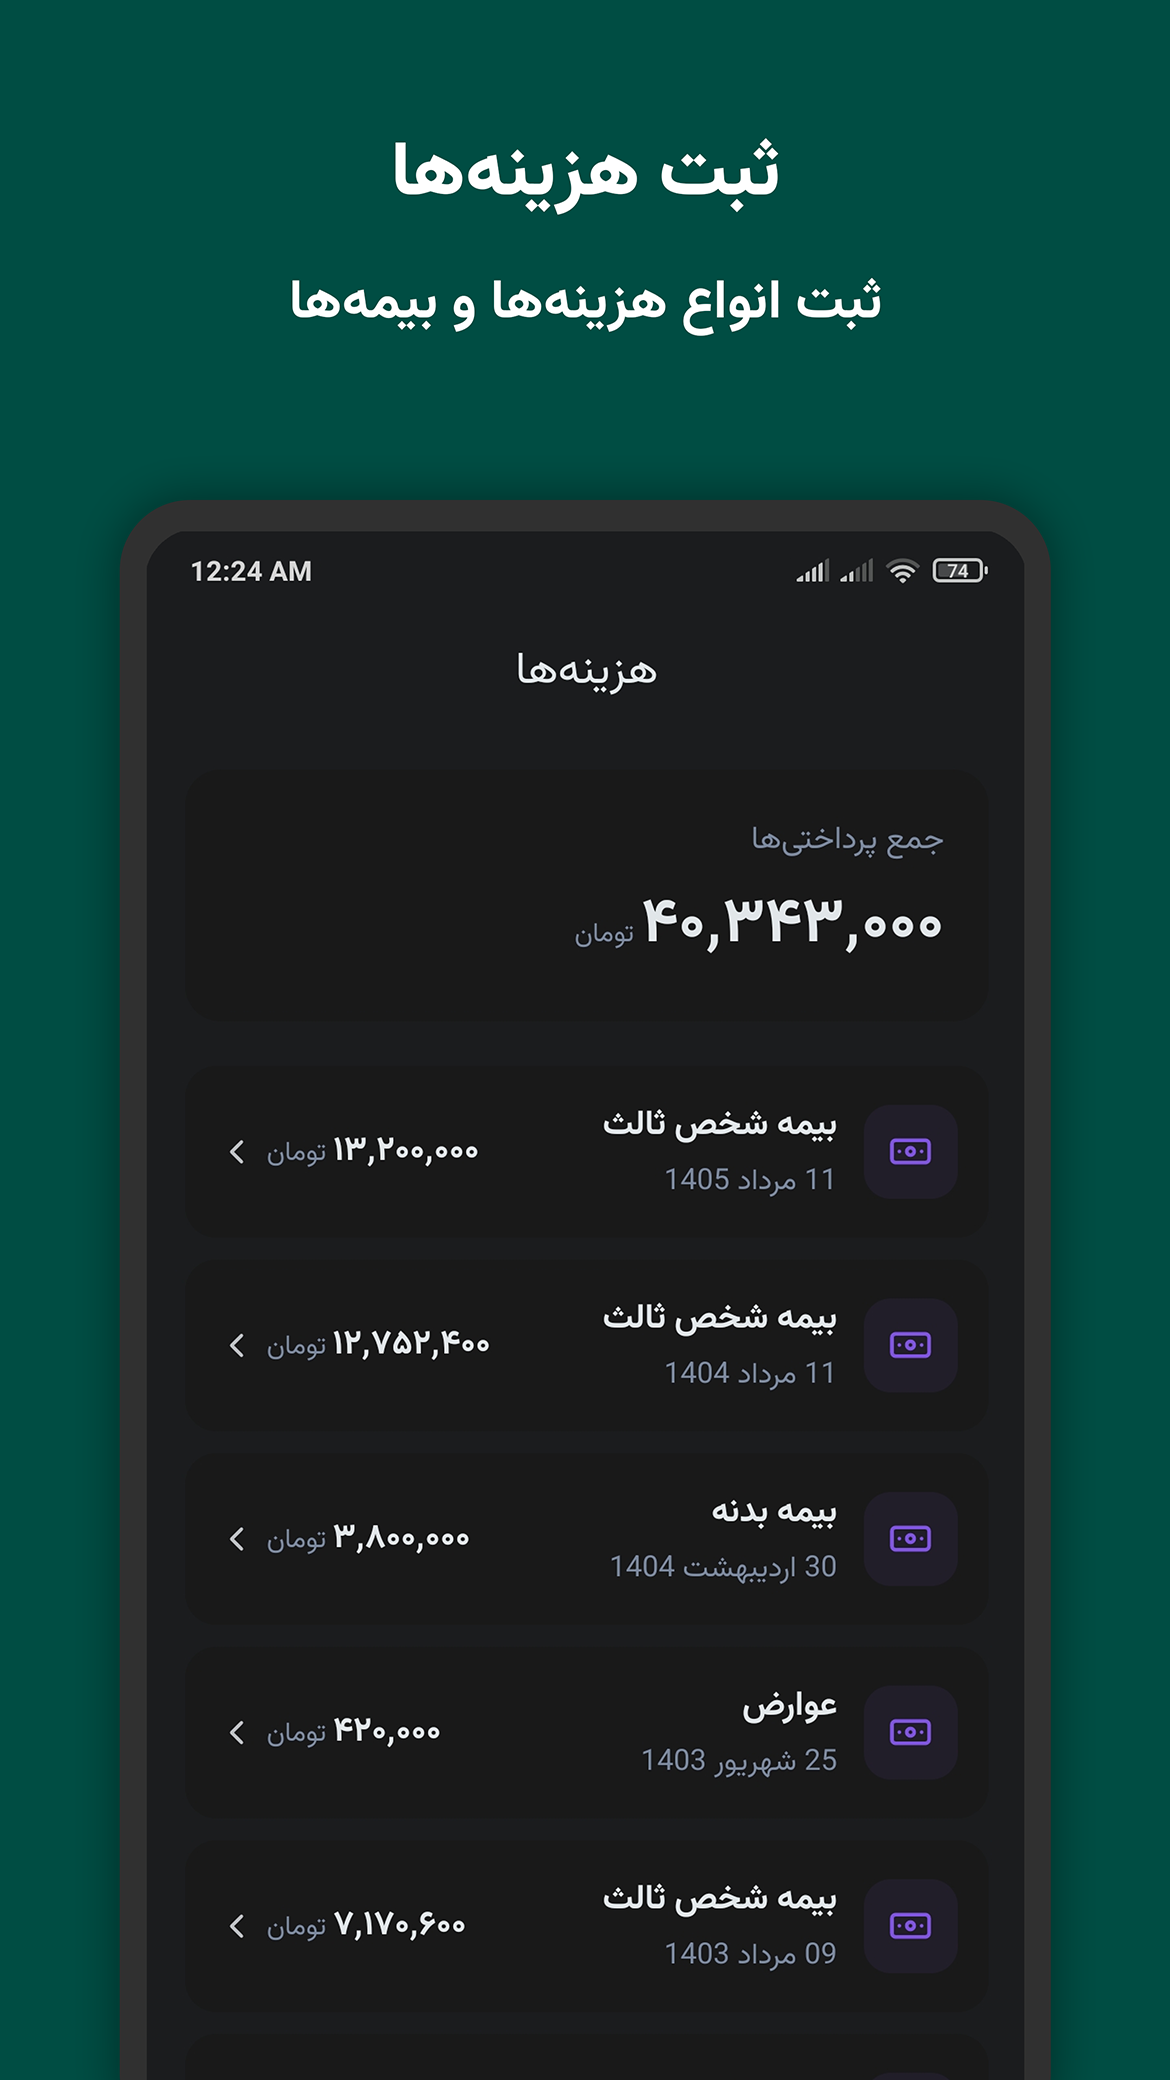 ثبت هزینه‌ها
ثبت انواع هزینه‌ها و بیمه‌ها
12:24 AM 74
هزینه‌ها
جمع پرداختی‌ها
۴۰,۳۴۳,۰۰۰ تومان
بیمه شخص ثالث
۱۳,۲۰۰,۰۰۰ تومان
11 مرداد 1405
بیمه شخص ثالث
۱۲,۷۵۲,۴۰۰ تومان
11 مرداد 1404
بیمه بدنه
۳,۸۰۰,۰۰۰ تومان
30 اردیبهشت 1404
عوارض
۴۲۰,۰۰۰ تومان
25 شهریور 1403
بیمه شخص ثالث
۷,۱۷۰,۶۰۰ تومان
09 مرداد 1403